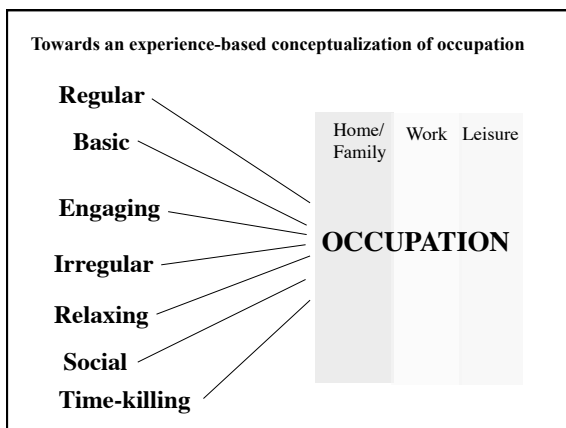 Towards an experience-based conceptualization of occupation
Regular
Basic
Engaging
Irregular
Relaxing
Social
Time-killing
Home/
Family
Work
Leisure
OCCUPATION